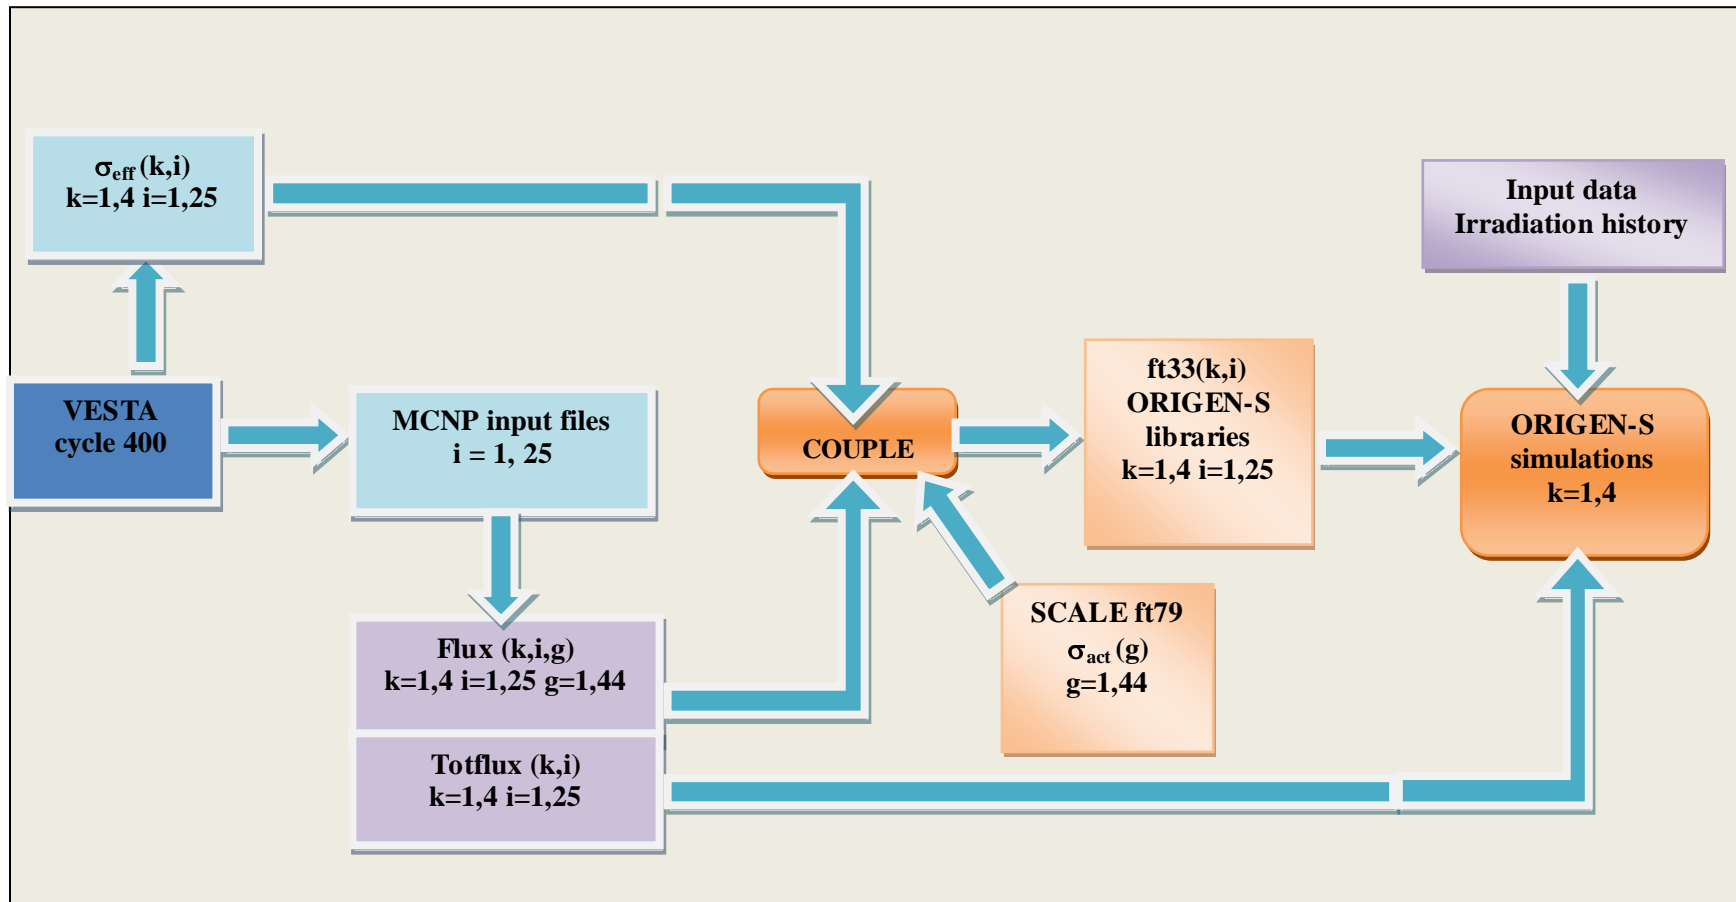 σeff (k,i)
k=1,4 i=1,25
Input data
Irradiation history
VESTA
cycle 400
MCNP input files
i = 1, 25
COUPLE
ft33(k,i)
ORIGEN-S
libraries
k=1,4 i=1,25
ORIGEN-S
simulations
k=1,4
Flux (k,i,g)
k=1,4 i=1,25 g=1,44
SCALE ft79
σact (g)
g=1,44
Totflux (k,i)
k=1,4 i=1,25